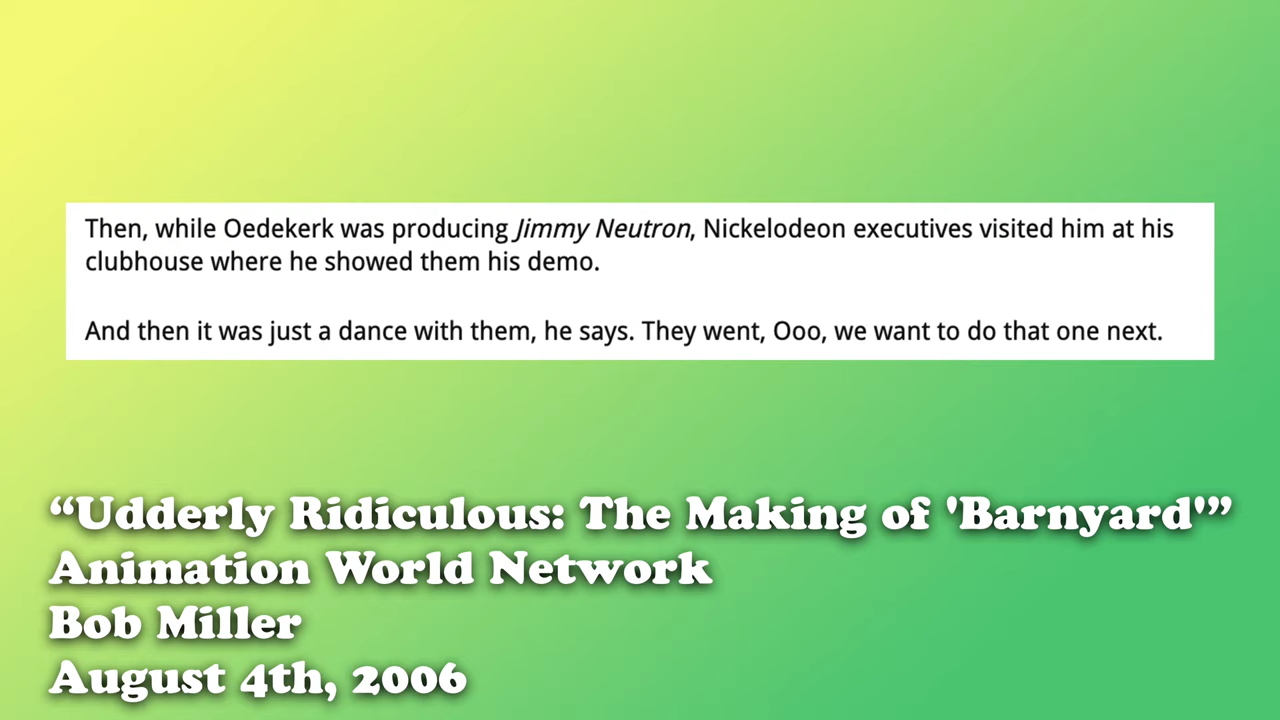 Then, while Oedekerk was producing Jimmy Neutron, Nickelodeon executives visited him at his
clubhouse where he showed them his demo.
And then it was just a dance with them, he says. They went, Ooo, we want to do that one next.
“Udderly Ridiculous: The Making of 'Barnyard'”
Animation World Network
Bob Miller
August 4th, 2006